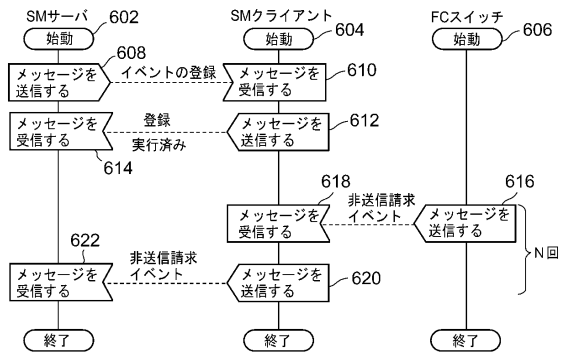 SMサーバ
SMクライアント
FCスイッチ
始動
602
始動
604
始動
606
608
メッセージを
送信する
イベントの登録
メッセージを
受信する
610
メッセージを
受信する
614
登録
実行済み
メッセージを
送信する
612
618
メッセージを
受信する
非送信請求
イベント
616
メッセージを
送信する
N回
622
メッセージを
受信する
非送信請求
イベント
メッセージを
送信する
620
終了
終了
終了